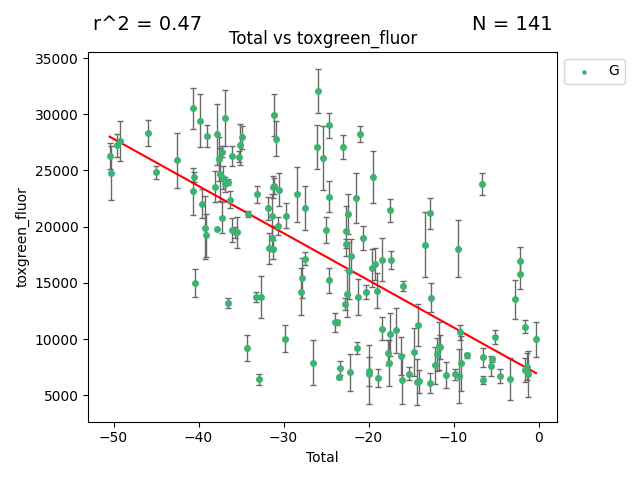 r^2 = 0.47 N = 141
Total vs toxgreen_fluor
G
35000
30000
25000
20000
15000
10000
5000
toxgreen_fluor
−50 −40 −30 −20 −10 0
Total